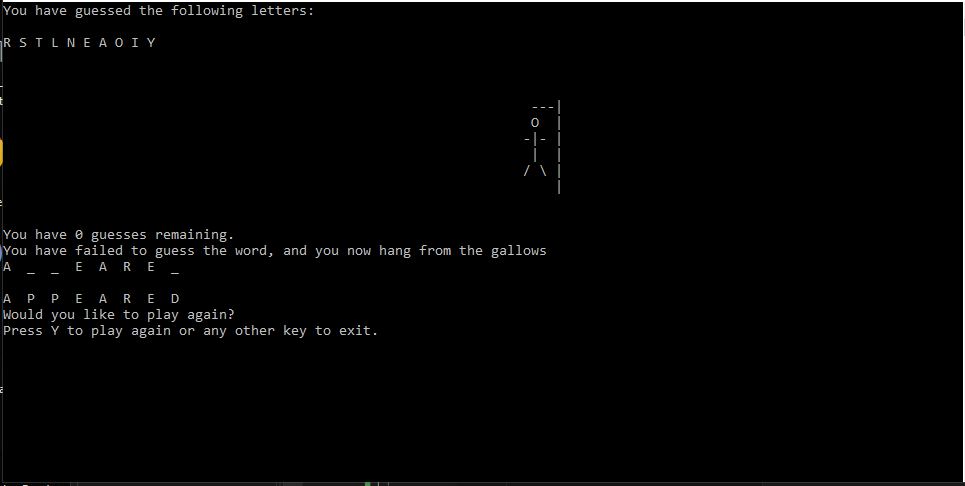 You have guessed the following letters:
R S T L N E A O I Y
---|
O |
-|- |
| |
/ \ |
|
You have 0 guesses remaining.
You have failed to guess the word, and you now hang from the gallows
A _ _ E A R E _
A P P E A R E D
Would you like to play again?
Press Y to play again or any other key to exit.